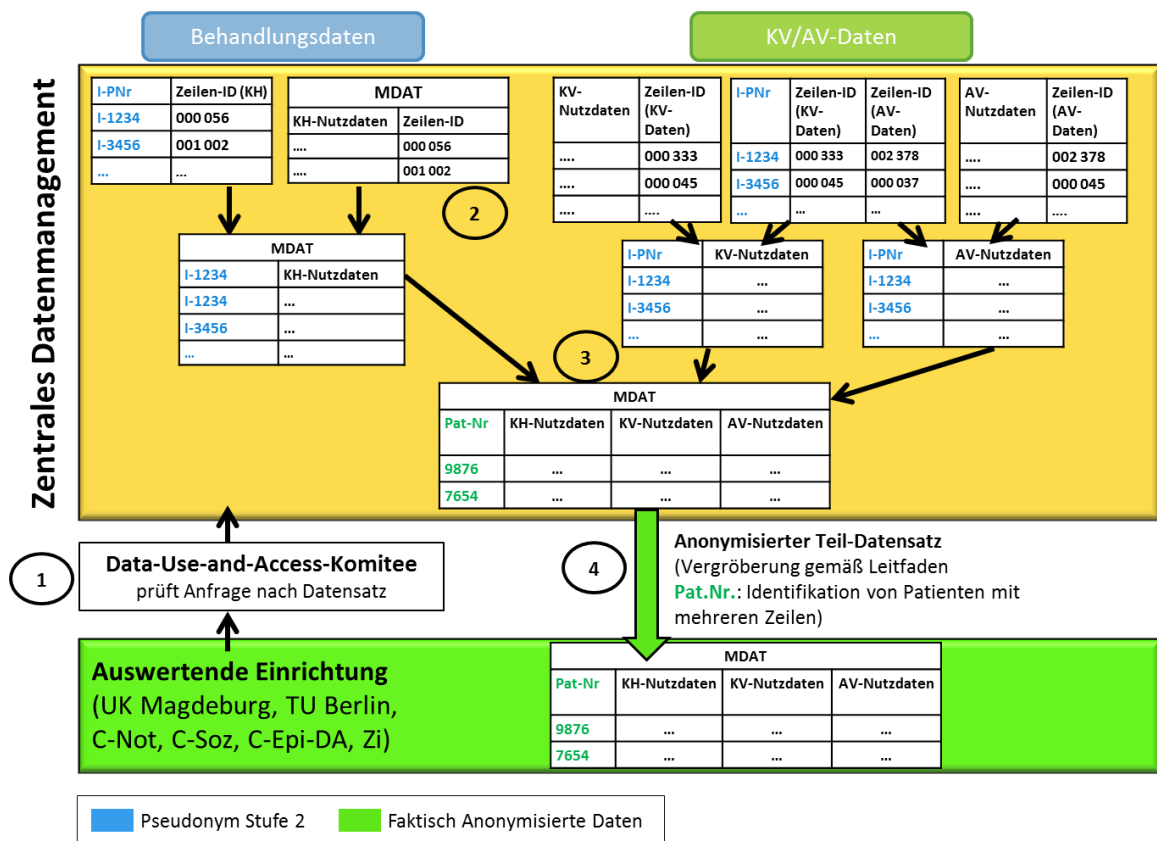 Behandlungsdaten
KV/AV-Daten
Zentrales Datenmanagement
I-PNr Zeilen-ID (KH)
I-1234 000 056
I-3456 001 002
... ...
MDAT
KH-Nutzdaten Zeilen-ID
.... 000 056
.... 001 002
KV-
Nutzdaten
Zeilen-ID
(KV-
Daten)
.... 000 333
.... 000 045
.... ....
I-PNr
Zeilen-ID
(KV-
Daten)
Zeilen-ID
(AV-
Daten)
I-1234 000 333 002 378
I-3456 000 045 000 037
... ... ...
AV-
Nutzdaten
Zeilen-ID
(AV-
Daten)
.... 002 378
.... 000 045
.... ....
2
MDAT
I-1234 KH-Nutzdaten
I-1234 ...
I-3456 ...
... ...
I-PNr KV-Nutzdaten
I-1234 ...
I-3456 ...
... ...
I-PNr AV-Nutzdaten
I-1234 ...
I-3456 ...
... ...
3
MDAT
Pat-Nr KH-Nutzdaten KV-Nutzdaten AV-Nutzdaten
9876 ... ... ...
7654 ... ... ...
1
Data-Use-and-Access-Komitee
prüft Anfrage nach Datensatz
4
Anonymisierter Teil-Datensatz
(Vergröberung gemäß Leitfaden
Pat.Nr.: Identifikation von Patienten mit
mehreren Zeilen)
Auswertende Einrichtung
(UK Magdeburg, TU Berlin,
C-Not, C-Soz, C-Epi-DA, Zi)
MDAT
Pat-Nr KH-Nutzdaten KV-Nutzdaten AV-Nutzdaten
9876 ... ... ...
7654 ... ... ...
Pseudonym Stufe 2
Faktisch Anonymisierte Daten